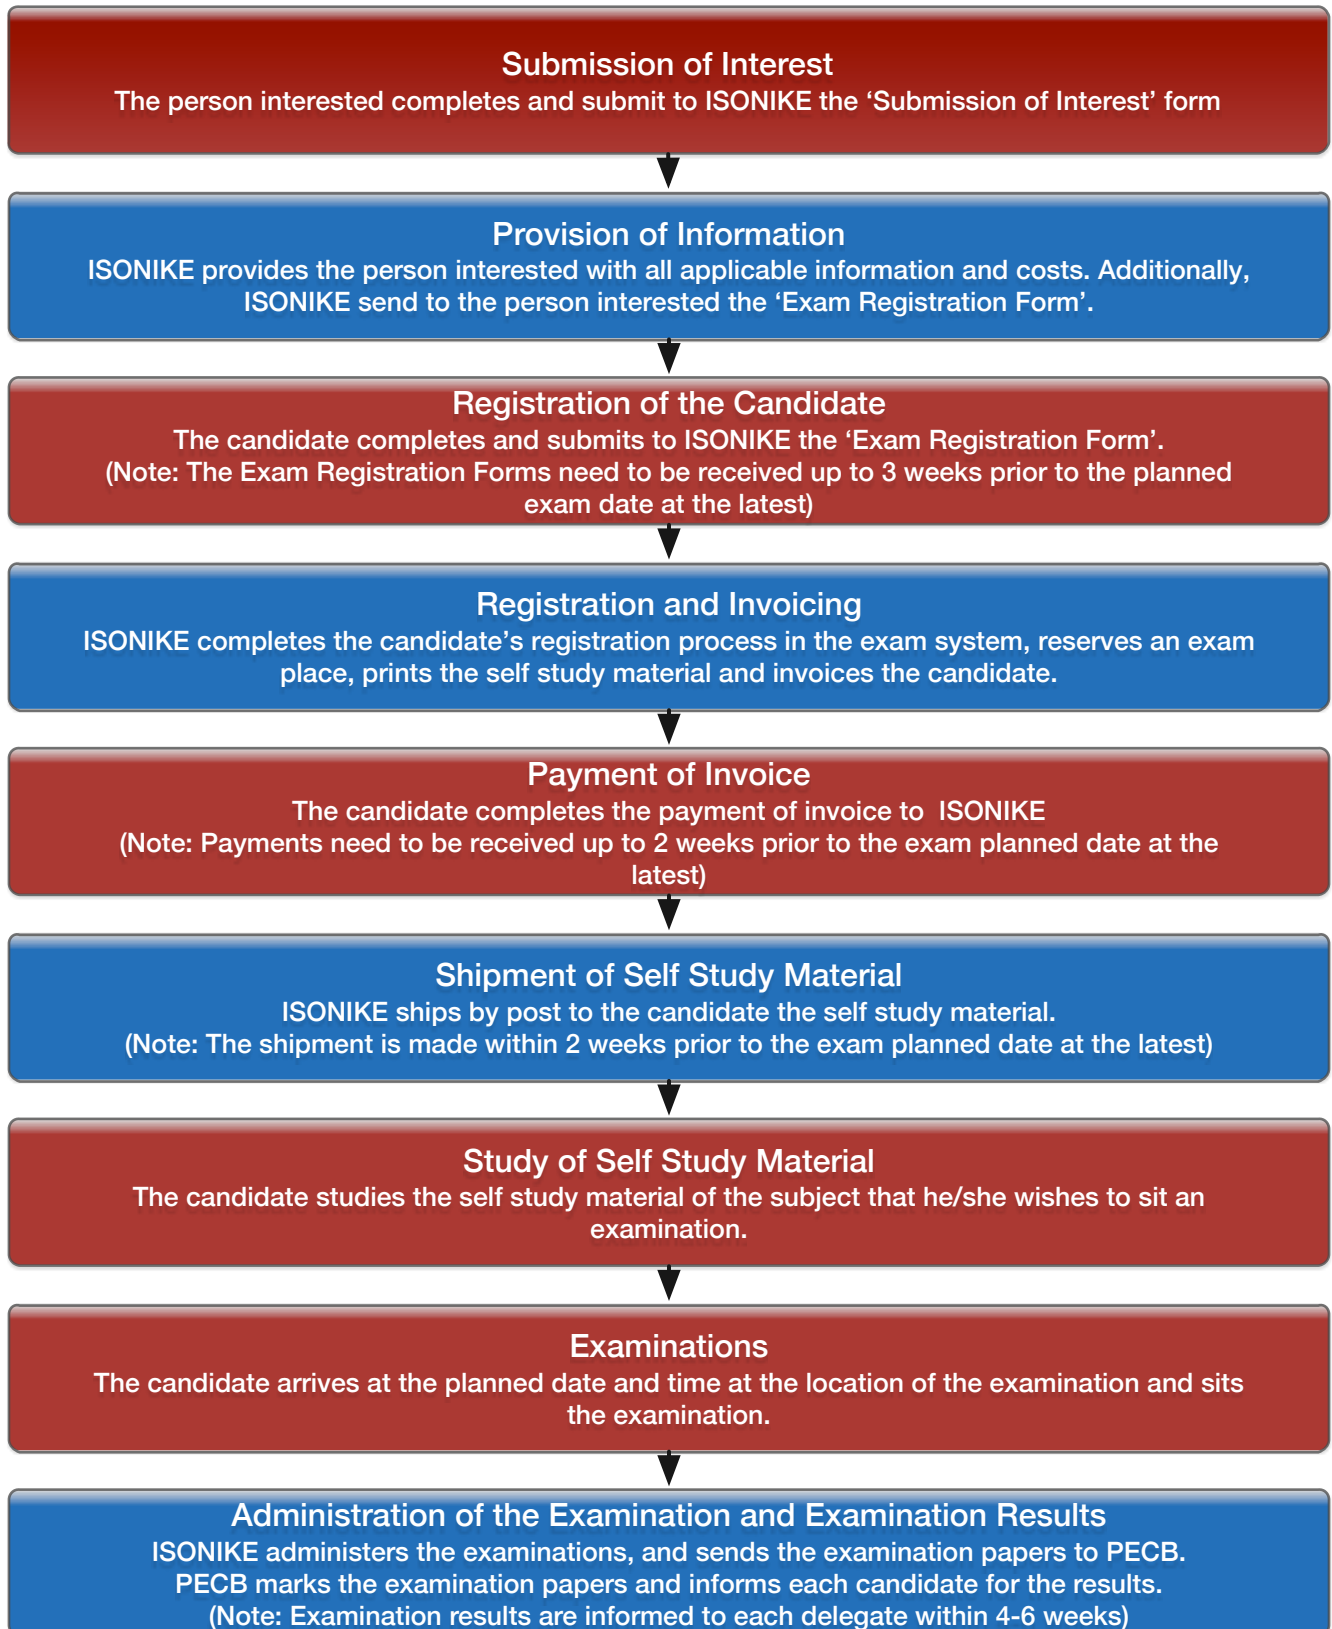 Submission of Interest
The person interested completes and submit to ISONIKE the ‘Submission of Interest’ form
Provision of Information
ISONIKE provides the person interested with all applicable information and costs. Additionally,
ISONIKE send to the person interested the ‘Exam Registration Form’.
Registration of the Candidate
The candidate completes and submits to ISONIKE the ‘Exam Registration Form’.
(Note: The Exam Registration Forms need to be received up to 3 weeks prior to the planned
exam date at the latest)
Registration and Invoicing
ISONIKE completes the candidate’s registration process in the exam system, reserves an exam
place, prints the self study material and invoices the candidate.
Payment of Invoice
The candidate completes the payment of invoice to ISONIKE
(Note: Payments need to be received up to 2 weeks prior to the exam planned date at the
latest)
Shipment of Self Study Material
ISONIKE ships by post to the candidate the self study material.
(Note: The shipment is made within 2 weeks prior to the exam planned date at the latest)
Study of Self Study Material
The candidate studies the self study material of the subject that he/she wishes to sit an
examination.
Examinations
The candidate arrives at the planned date and time at the location of the examination and sits
the examination.
Administration of the Examination and Examination Results
ISONIKE administers the examinations, and sends the examination papers to PECB.
PECB marks the examination papers and informs each candidate for the results.
(Note: Examination results are informed to each delegate within 4-6 weeks)